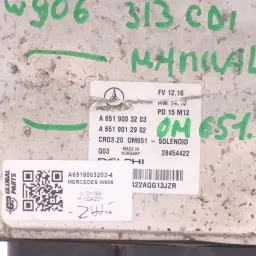 W906 313 CDI
MANUAL
FV 12.16
HW 14.10
A 651 900 32 03
PD 15 M12
A 651 901 29 02
OM 651.
CRD3.20 OM651 - SOLENOID
Q03 MADE IN HUNGARY 28454422
DELPHI
GLOBAL PARTS
A6519003203-4
MERCEDES W906